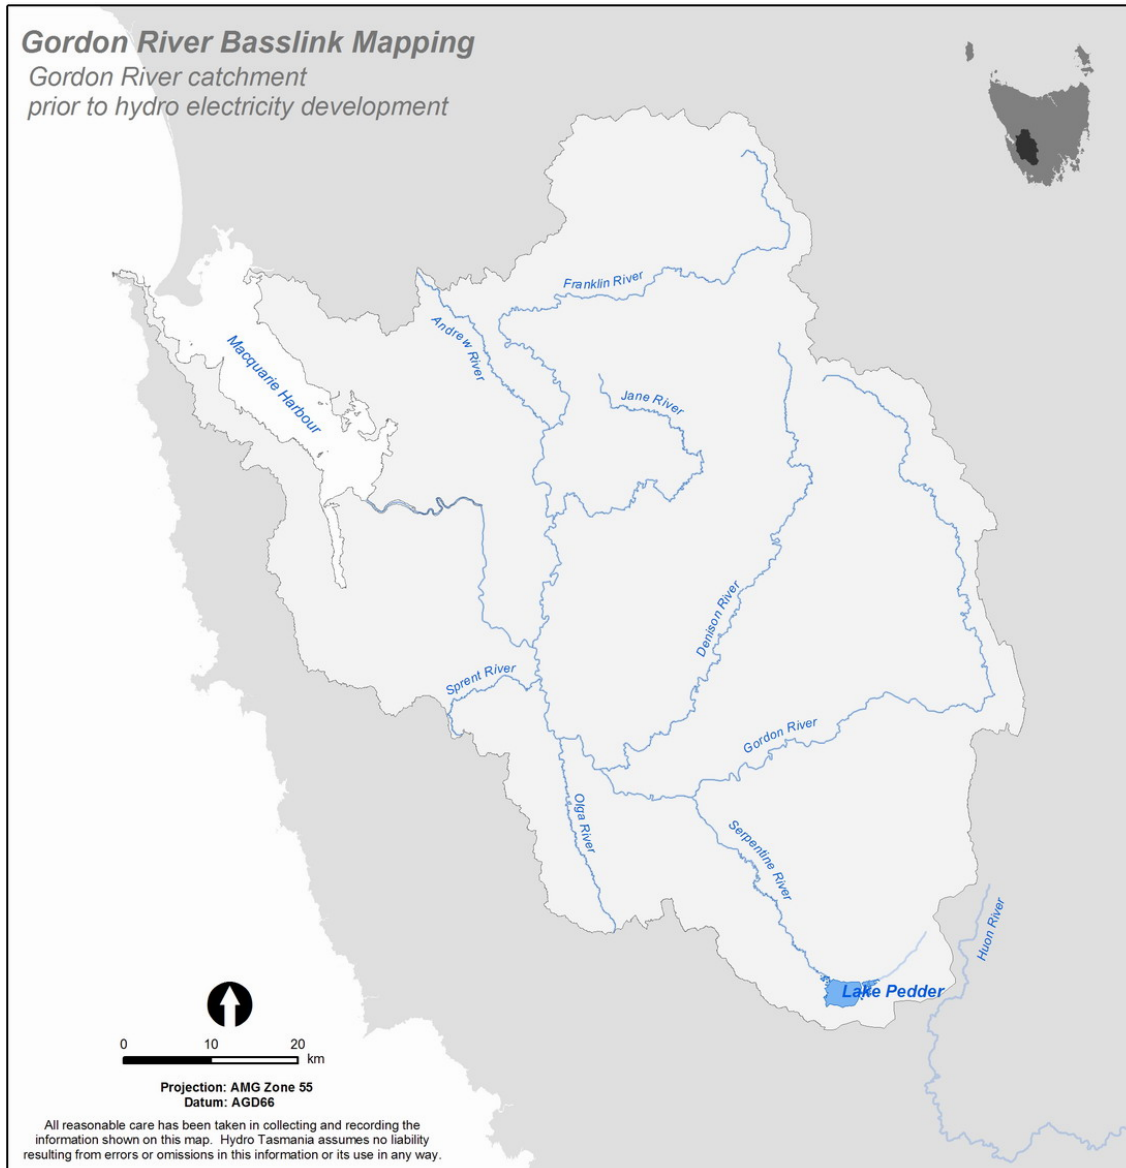 Gordon River Basslink Mapping
Gordon River catchment
prior to hydro electricity development
Franklin River
Andrew River
Macquarie Harbour
Jane River
Denison River
Sprent River
Gordon River
Olga River
Serpentine River
Huon River
Lake Pedder
0 10 20
km
Projection: AMG Zone 55
Datum: AGD66
All reasonable care has been taken in collecting and recording the
information shown on this map. Hydro Tasmania assumes no liability
resulting from errors or omissions in this information or its use in any way.